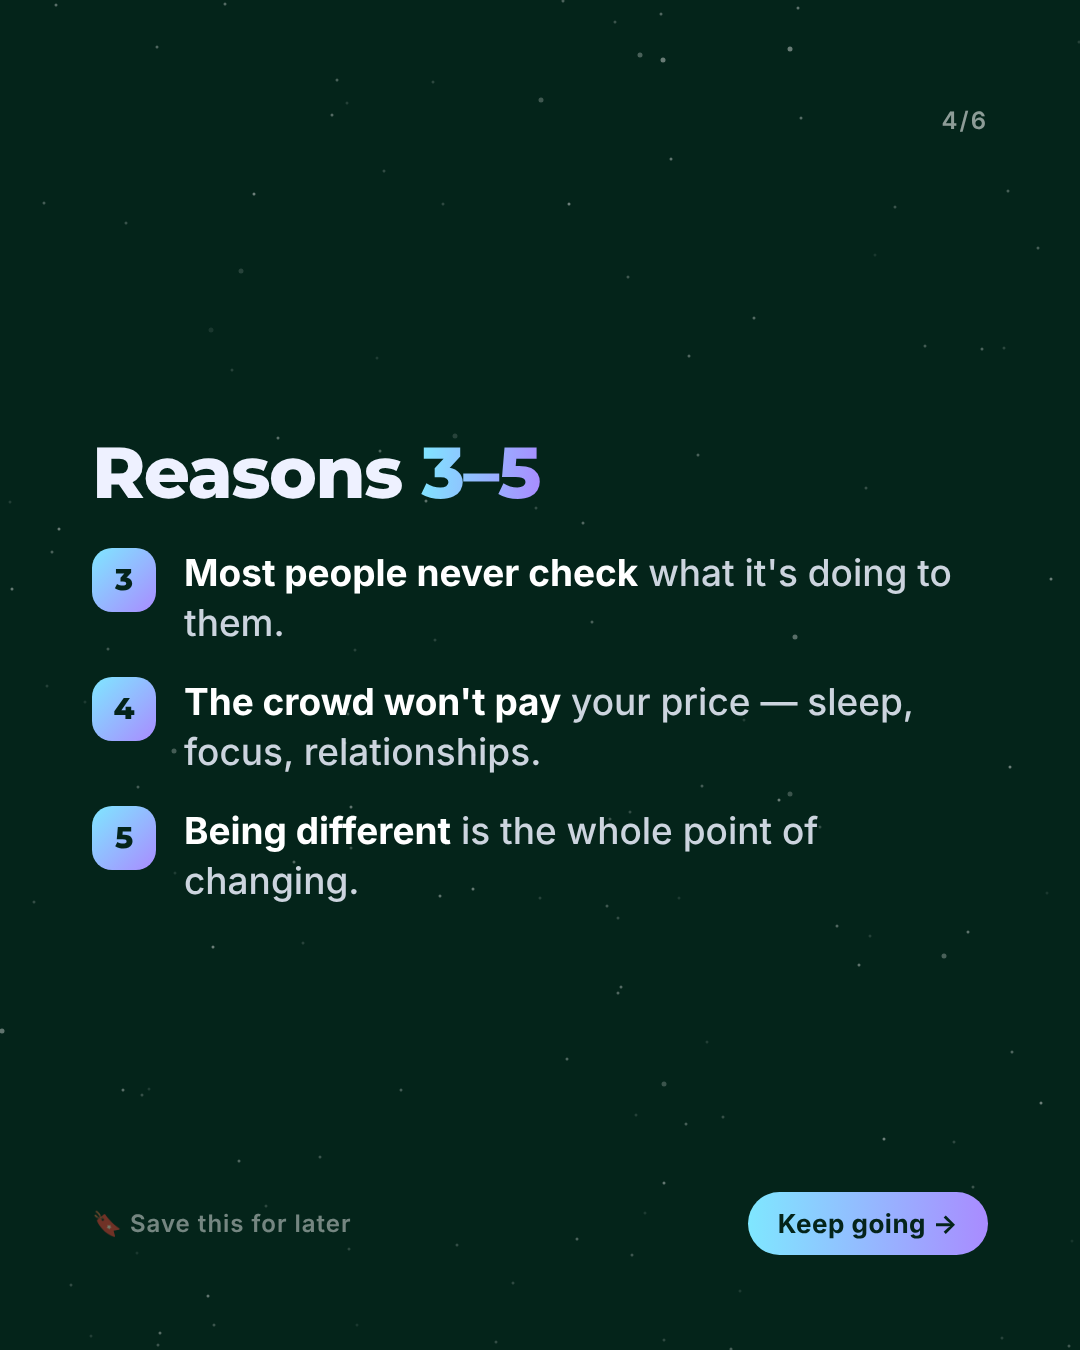 4/6
Reasons 3–5
3
Most people never check what it's doing to
them.
4
The crowd won't pay your price — sleep,
focus, relationships.
5
Being different is the whole point of
changing.
🔖 Save this for later
Keep going →